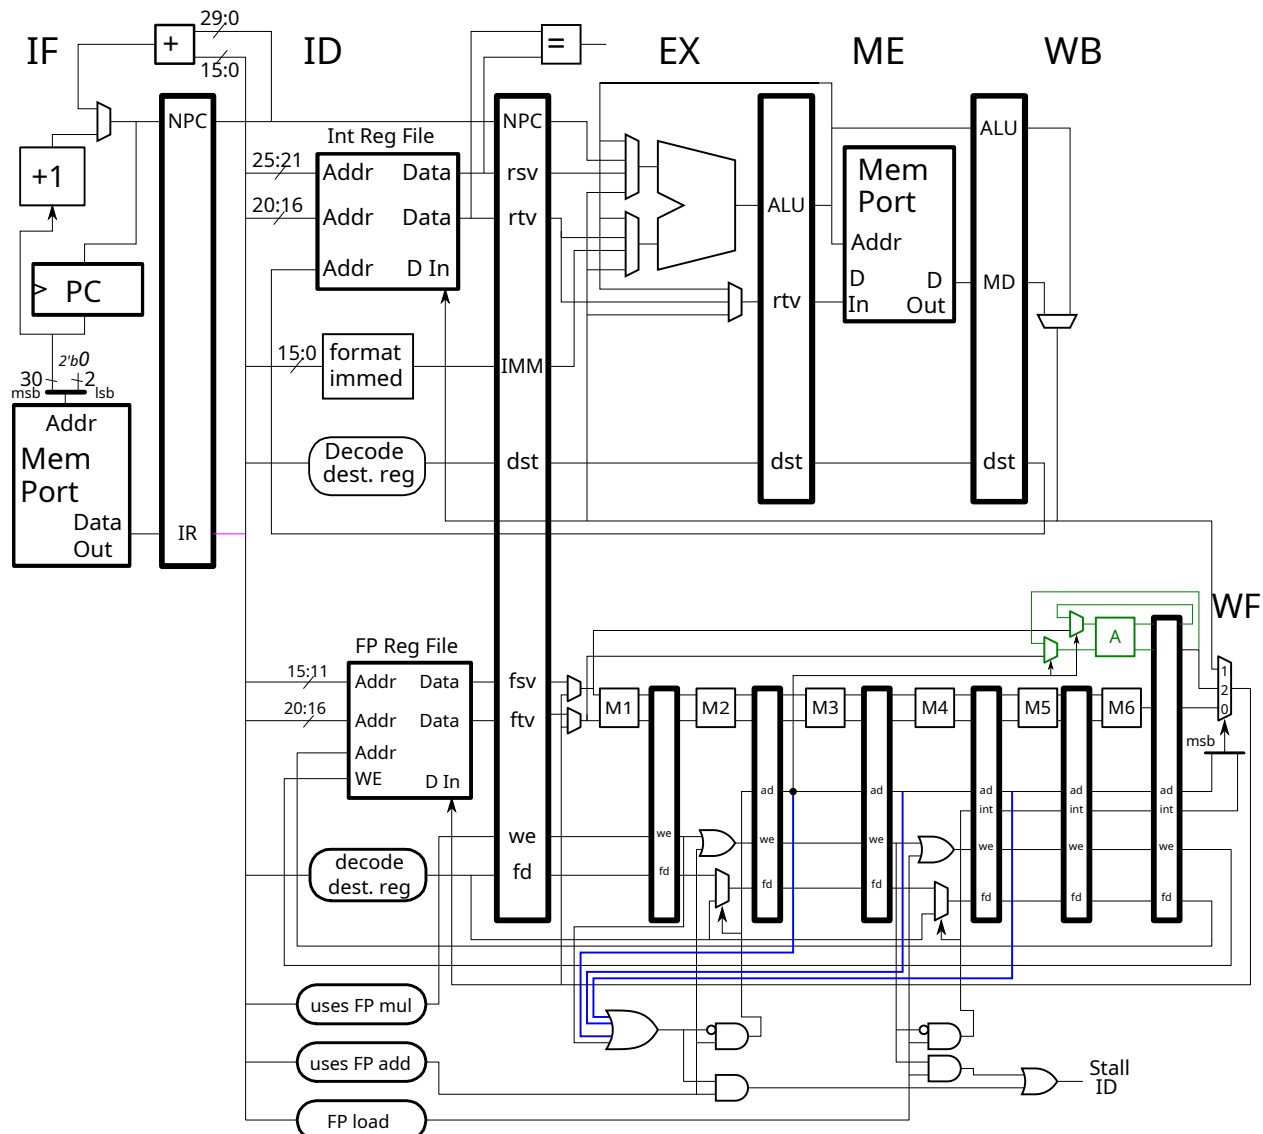 IF
ID
EX
ME
WB
29:0
+
15:0
=
NPC
NPC
ALU
+1
Int Reg File
25:21
Addr
Data
rsv
20:16
Addr
Data
rtv
Addr
D In
Mem
Port
Addr
D
In
D
Out
ALU
rtv
MD
PC
15:0
format
immed
IMM
2'b0
30
2
msb
lsb
Addr
Mem
Port
Data
Out
IR
Decode
dest. reg
dst
dst
dst
WF
A
FP Reg File
15:11
Addr
Data
fsv
20:16
Addr
Data
ftv
Addr
WE
D In
M1
M2
M3
M4
M5
M6
1
2
0
msb
ad
ad
ad
ad
ad
int
int
int
we
we
we
we
we
we
we
fd
fd
fd
fd
fd
fd
fd
decode
dest. reg
uses FP mul
uses FP add
FP load
Stall
ID